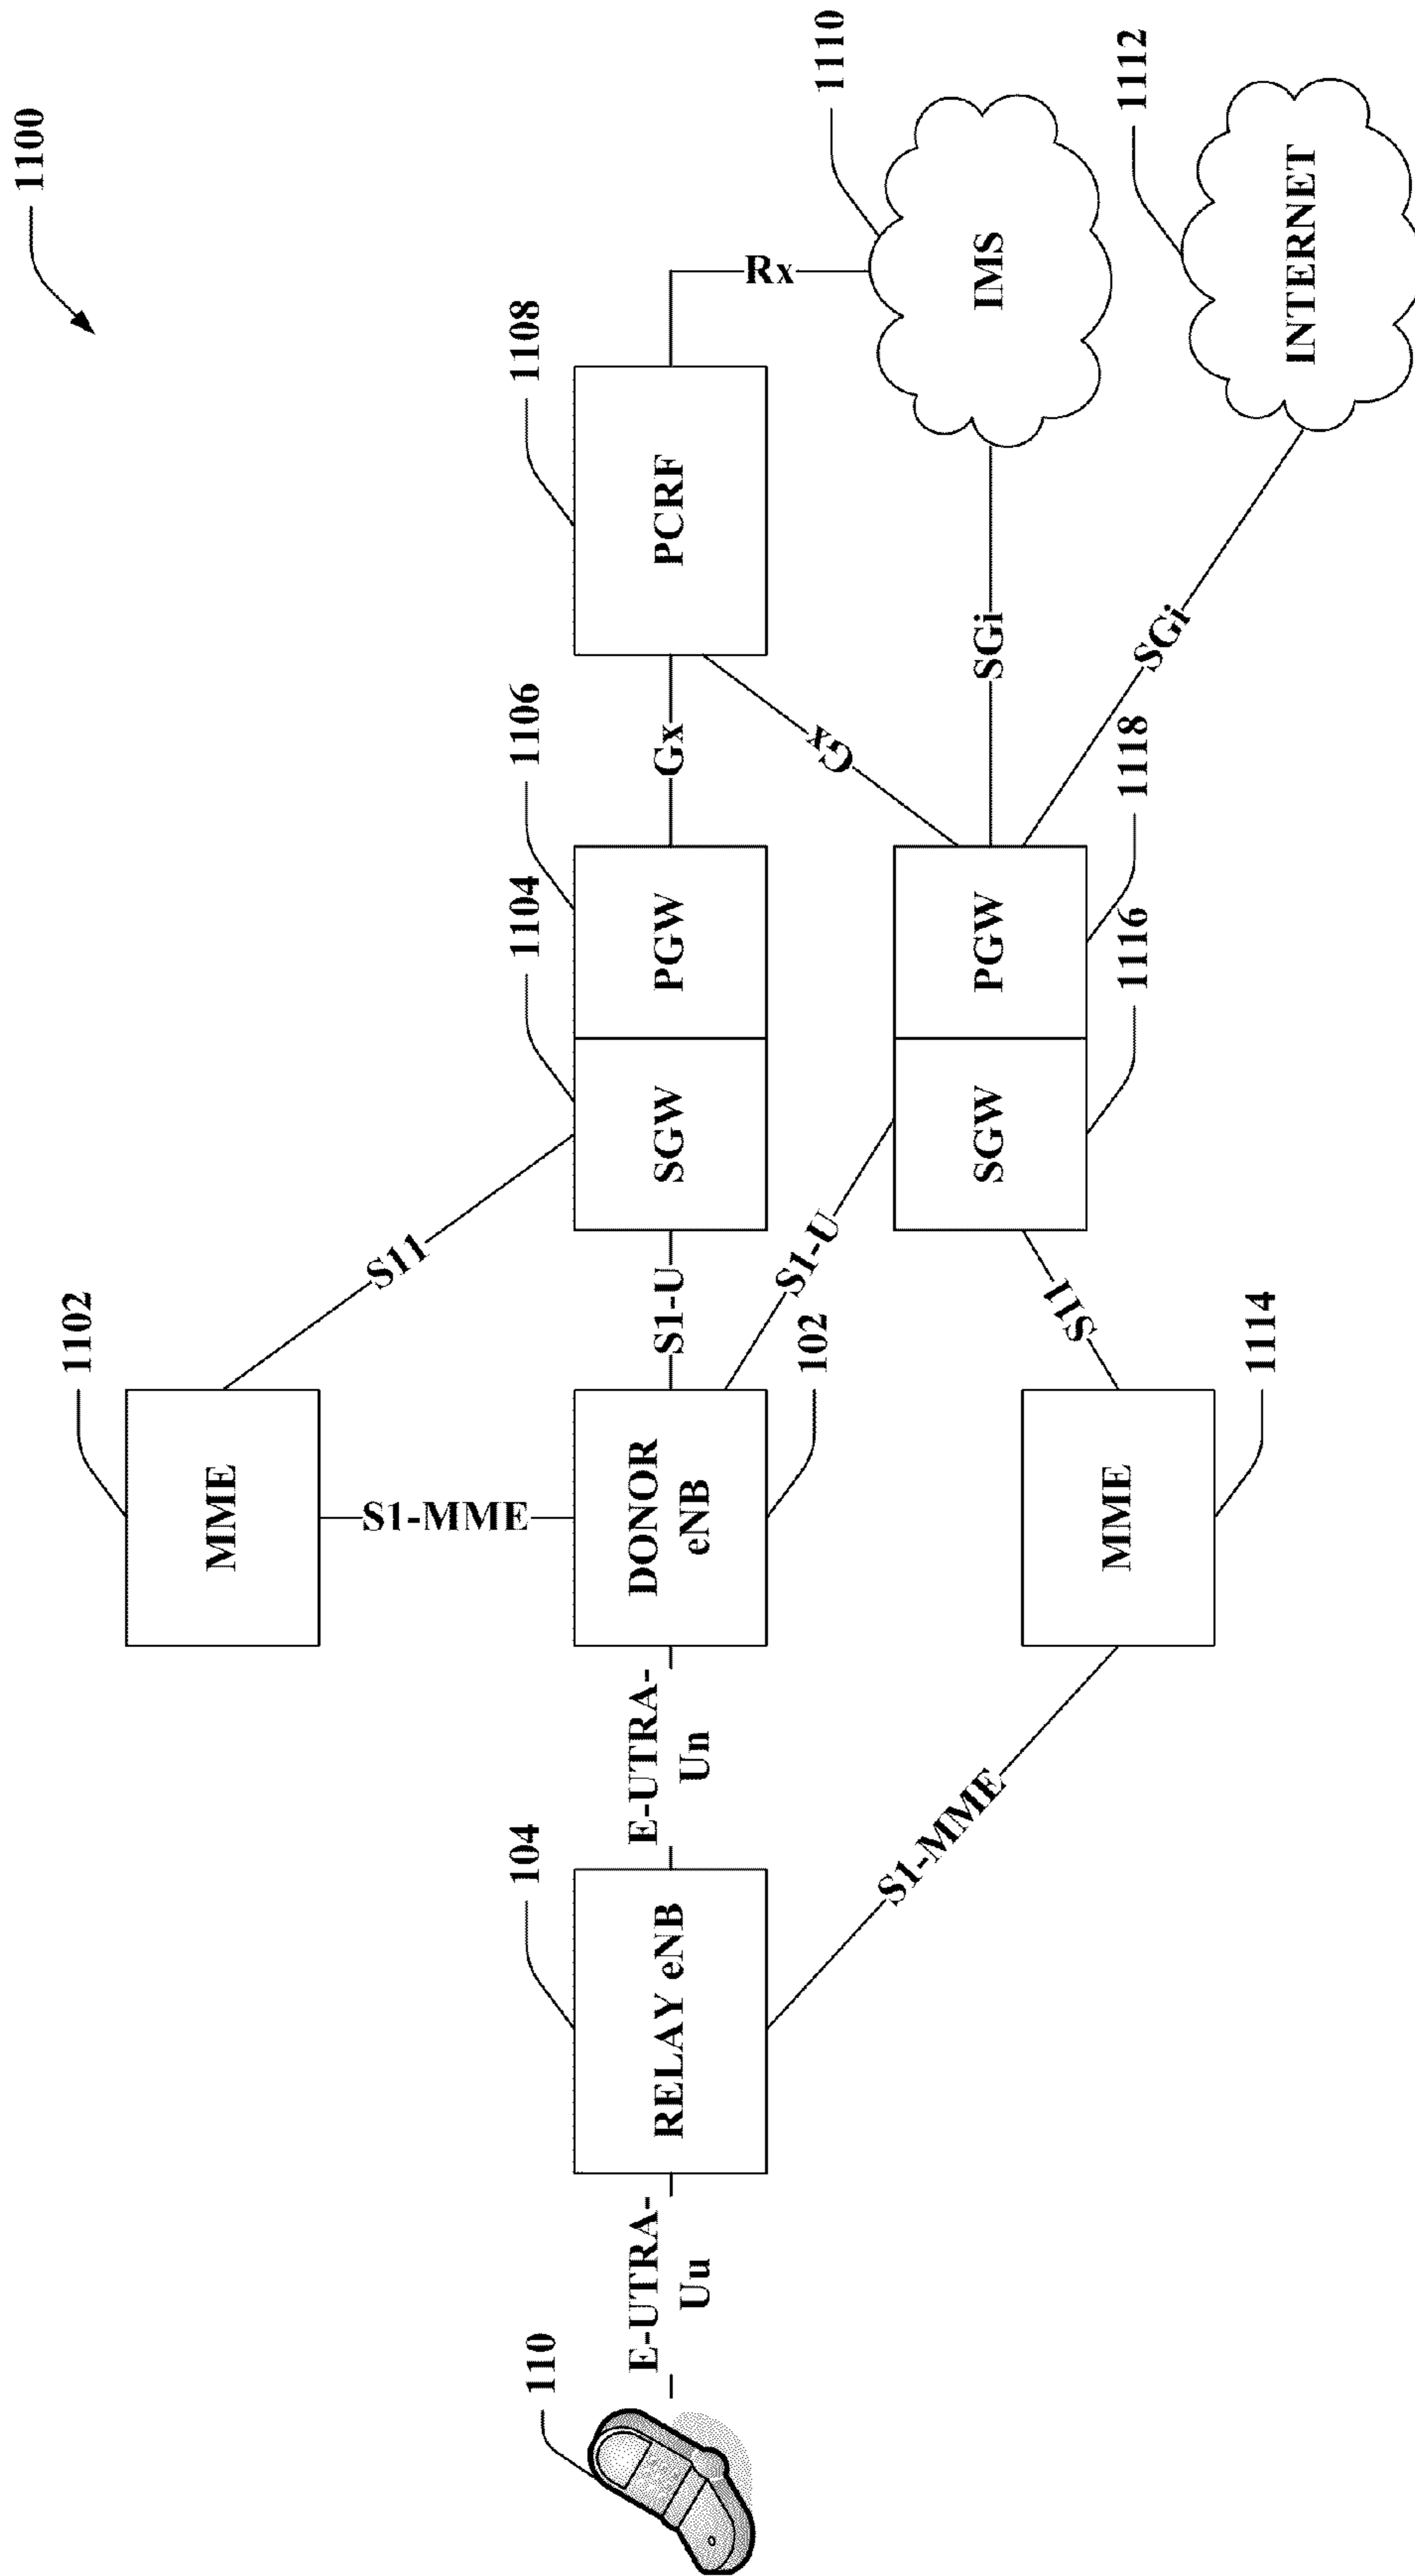 1100
1102
MME
S11
S1-MME
110
E-UTRA-
Uu
104
RELAY eNB
E-UTRA-
Un
DONOR
eNB
102
S1-U
1104
SGW
1106
PGW
Gx
1108
PCRF
Rx
1110
IMS
S1-U
Gx
SGW
PGW
1116
1118
SGi
SGi
1112
INTERNET
S1-MME
MME
1114
S11